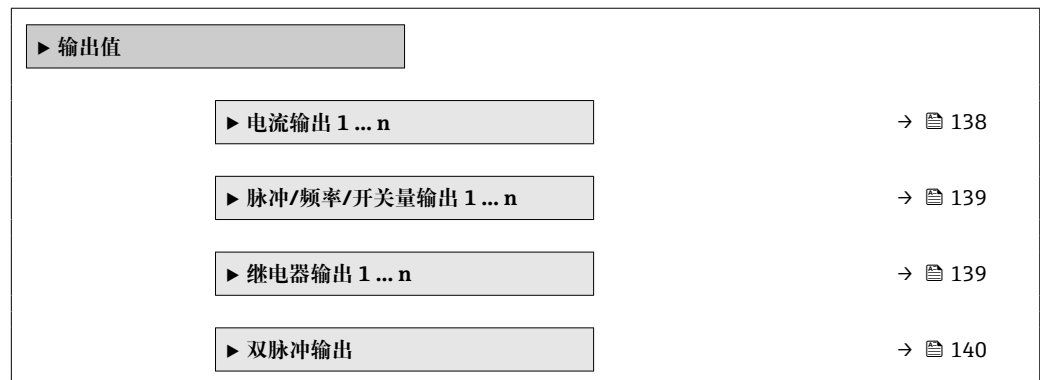 ▶ 输出值
▶ 电流输出 1 … n → 🖺 138
▶ 脉冲/频率/开关量输出 1 … n → 🖺 139
▶ 继电器输出 1 … n → 🖺 139
▶ 双脉冲输出 → 🖺 140